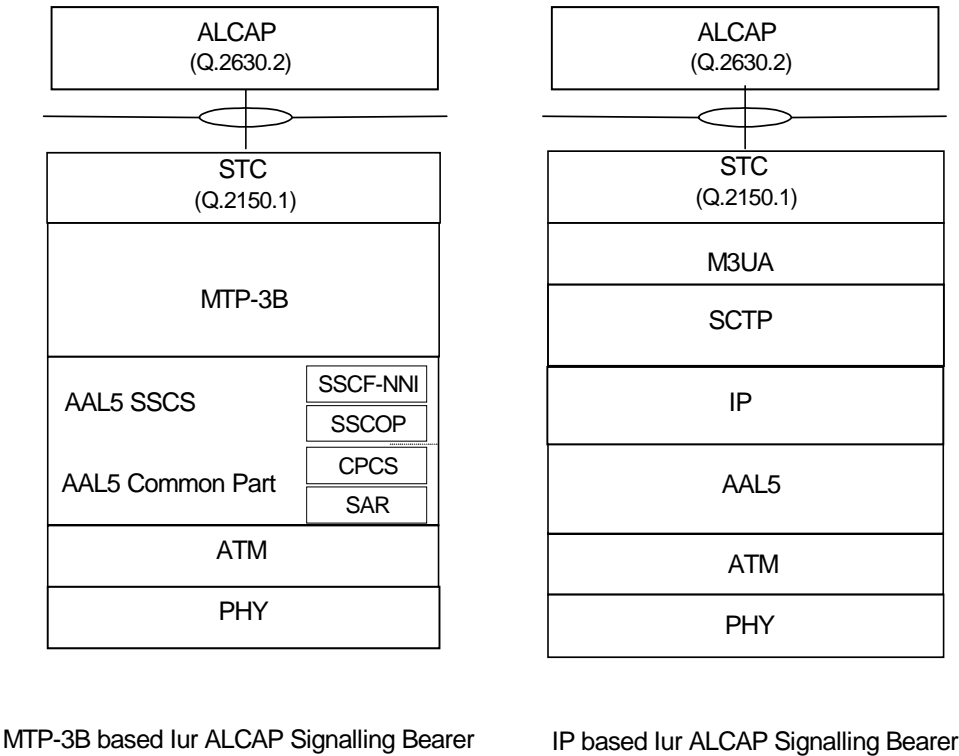 ALCAP
(Q.2630.2)
STC
(Q.2150.1)
MTP-3B
AAL5 SSCS
SSCF-NNI
SSCOP
AAL5 Common Part
CPCS
SAR
ATM
PHY
MTP-3B based Iur ALCAP Signalling Bearer
ALCAP
(Q.2630.2)
STC
(Q.2150.1)
M3UA
SCTP
IP
AAL5
ATM
PHY
IP based Iur ALCAP Signalling Bearer